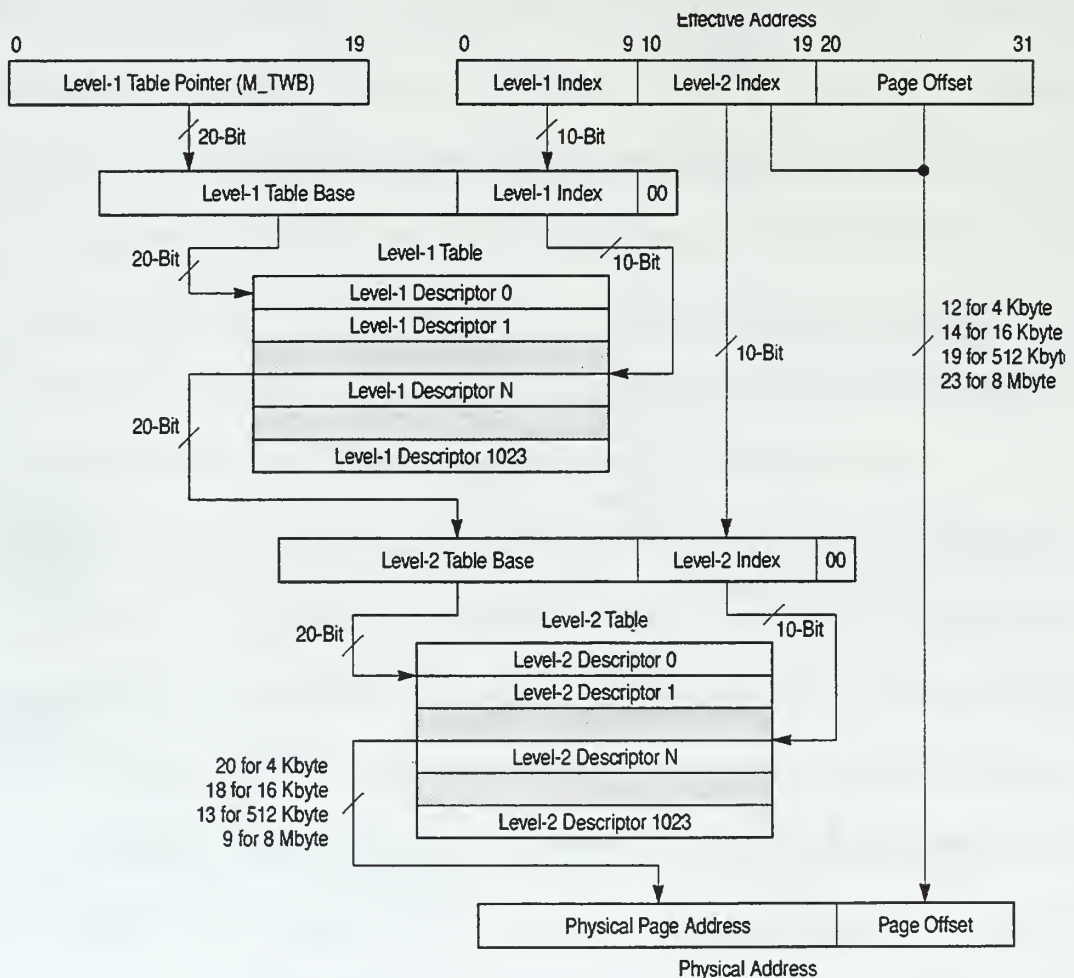 Effective Address
0 19 0 9 10 19 20 31
Level-1 Table Pointer (M_TWB) Level-1 Index Level-2 Index Page Offset
20-Bit 10-Bit
Level-1 Table Base Level-1 Index 00
20-Bit Level-1 Table 10-Bit
Level-1 Descriptor 0
Level-1 Descriptor 1
12 for 4 Kbyte
14 for 16 Kbyte
19 for 512 Kbyt
23 for 8 Mbyte
10-Bit
Level-1 Descriptor N
20-Bit
Level-1 Descriptor 1023
Level-2 Table Base Level-2 Index 00
20-Bit Level-2 Table 10-Bit
Level-2 Descriptor 0
Level-2 Descriptor 1
Level-2 Descriptor N
20 for 4 Kbyte
18 for 16 Kbyte
13 for 512 Kbyte
9 for 8 Mbyte
Level-2 Descriptor 1023
Physical Page Address Page Offset
Physical Address